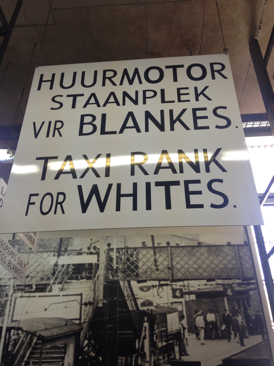 HUURMOTOR
STAANPLEK
VIR BLANKES.
TAXI RANK
FOR WHITES.